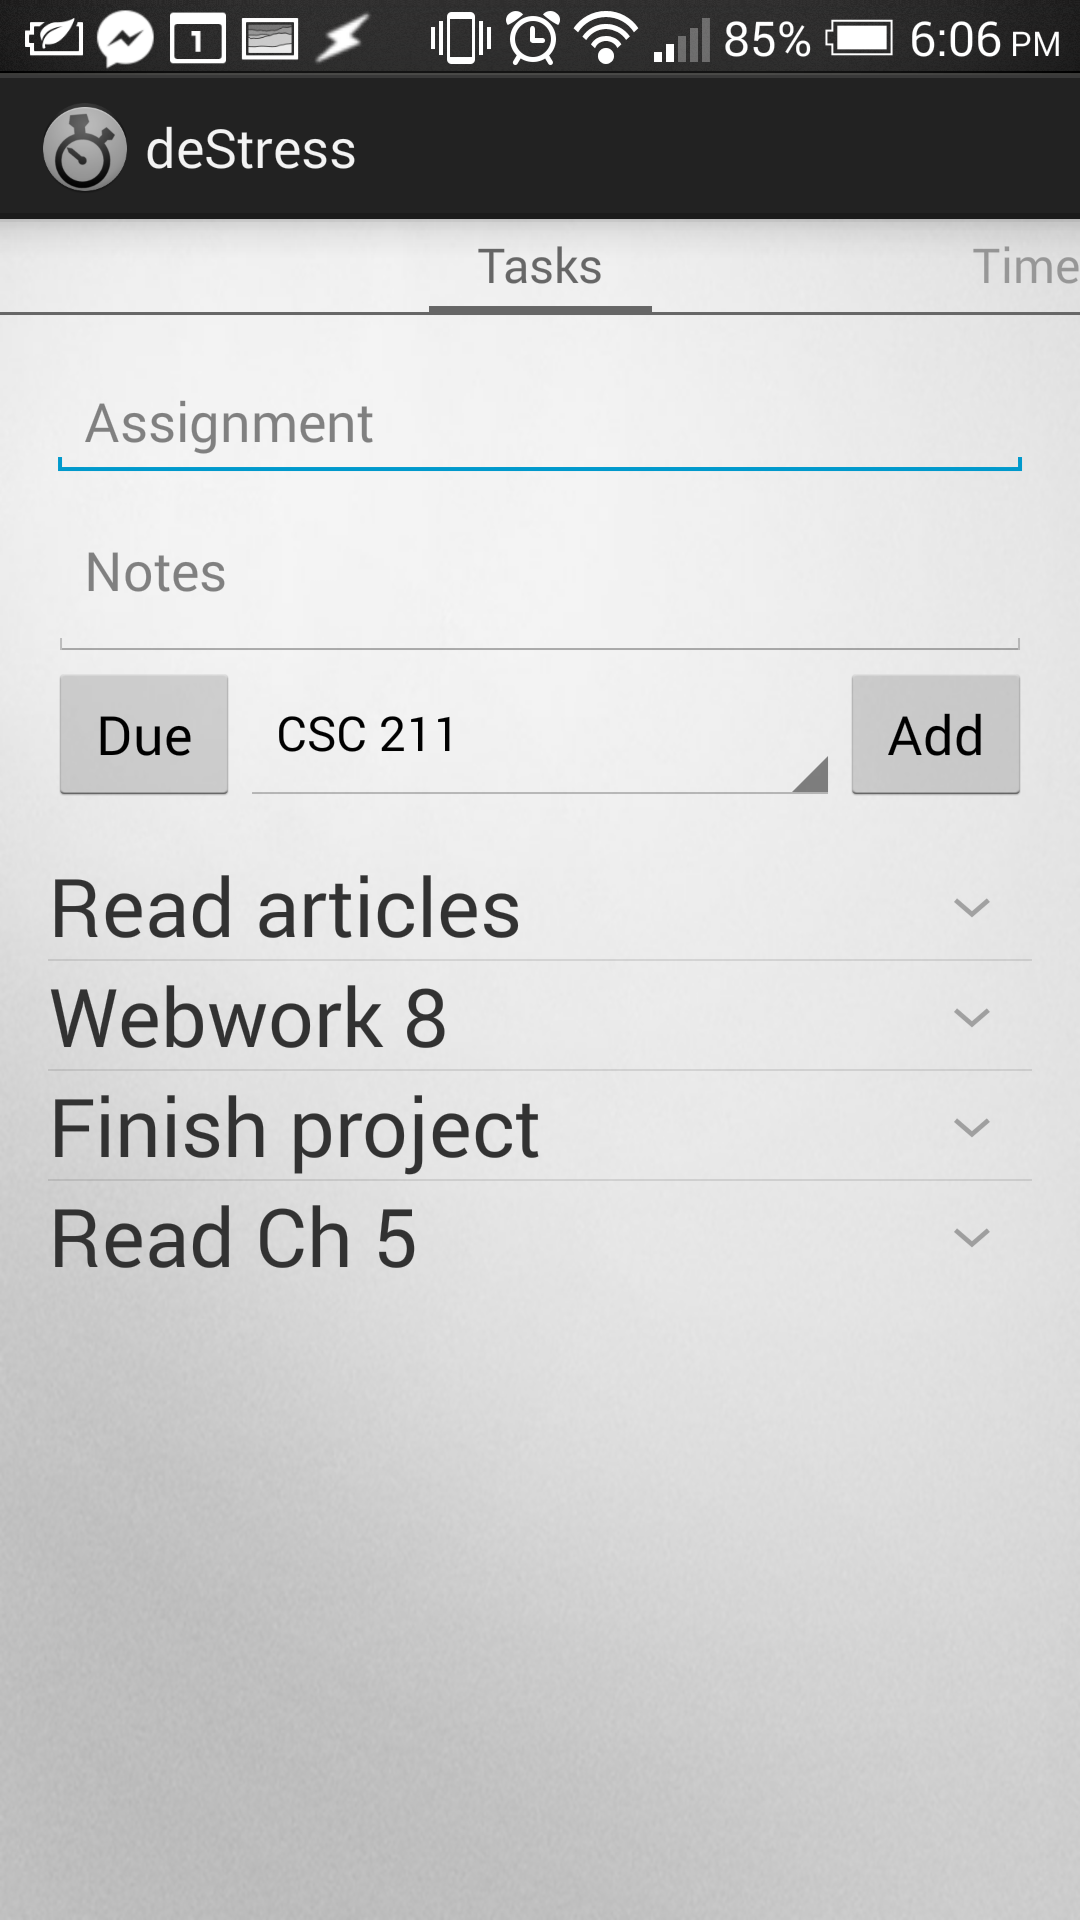 1 85% 6:06 PM
deStress
Tasks Time
Assignment
Notes
Due CSC 211 Add
Read articles
Webwork 8
Finish project
Read Ch 5